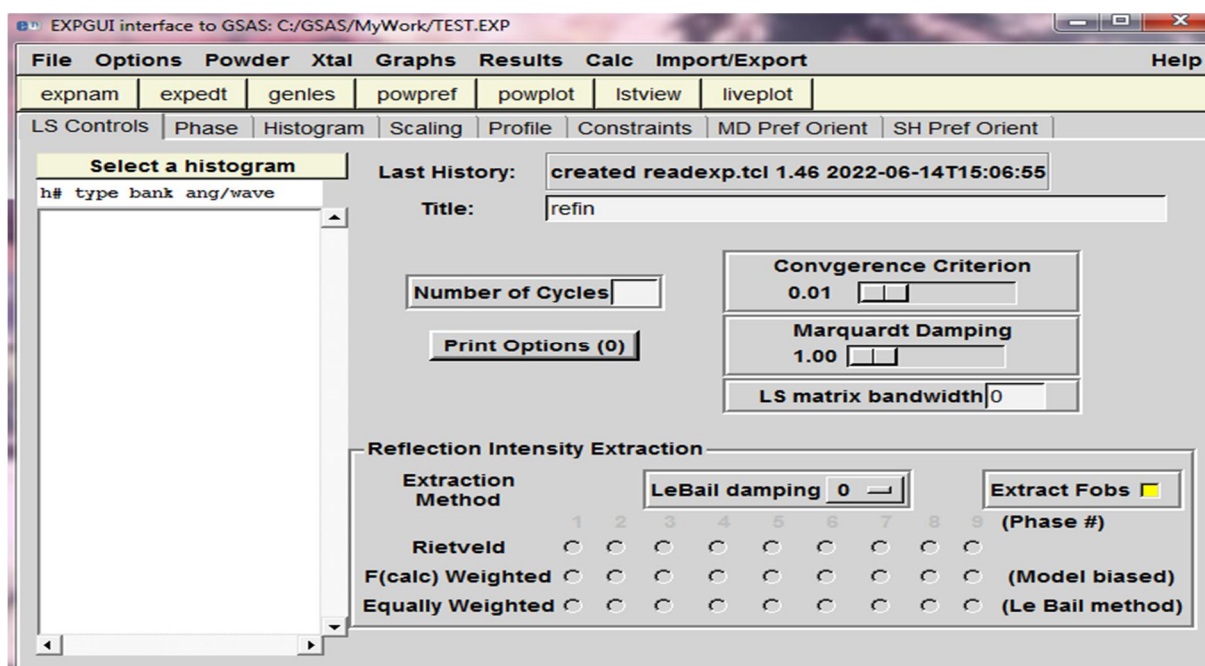 EXPGUI interface to GSAS: C:/GSAS/MyWork/TEST.EXP
File Options Powder Xtal Graphs Results Calc Import/Export Help
expnam expedt genles powpref powplot lstview liveplot
LS Controls Phase Histogram Scaling Profile Constraints MD Pref Orient SH Pref Orient
Select a histogram
h# type bank ang/wave
Last History: created readexp.tcl 1.46 2022-06-14T15:06:55
Title: refin
Number of Cycles
Print Options (0)
Convgerence Criterion
0.01
Marquardt Damping
1.00
LS matrix bandwidth 0
Reflection Intensity Extraction
Extraction
Method
LeBail damping 0
Extract Fobs
1 2 3 4 5 6 7 8 9 (Phase #)
Rietveld
F(calc) Weighted (Model biased)
Equally Weighted (Le Bail method)